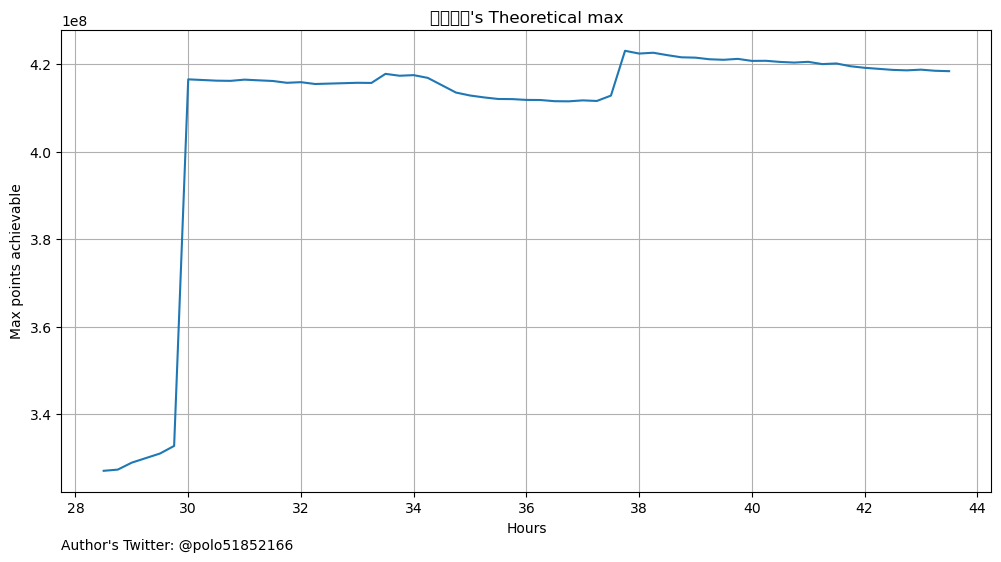 's Theoretical max
1e8
4.2
4.0
3.8
3.6
3.4
Max points achievable
28 30 32 34 36 38 40 42 44
Hours
Author's Twitter: @polo51852166